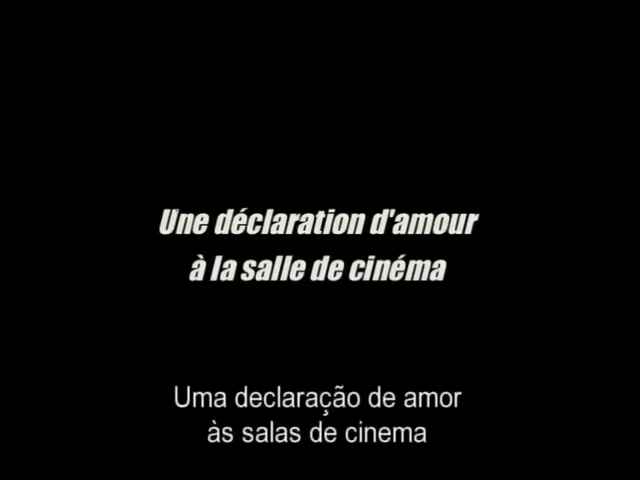 Une déclaration d'amour
à la salle de cinéma
Uma declaração de amor
às salas de cinema